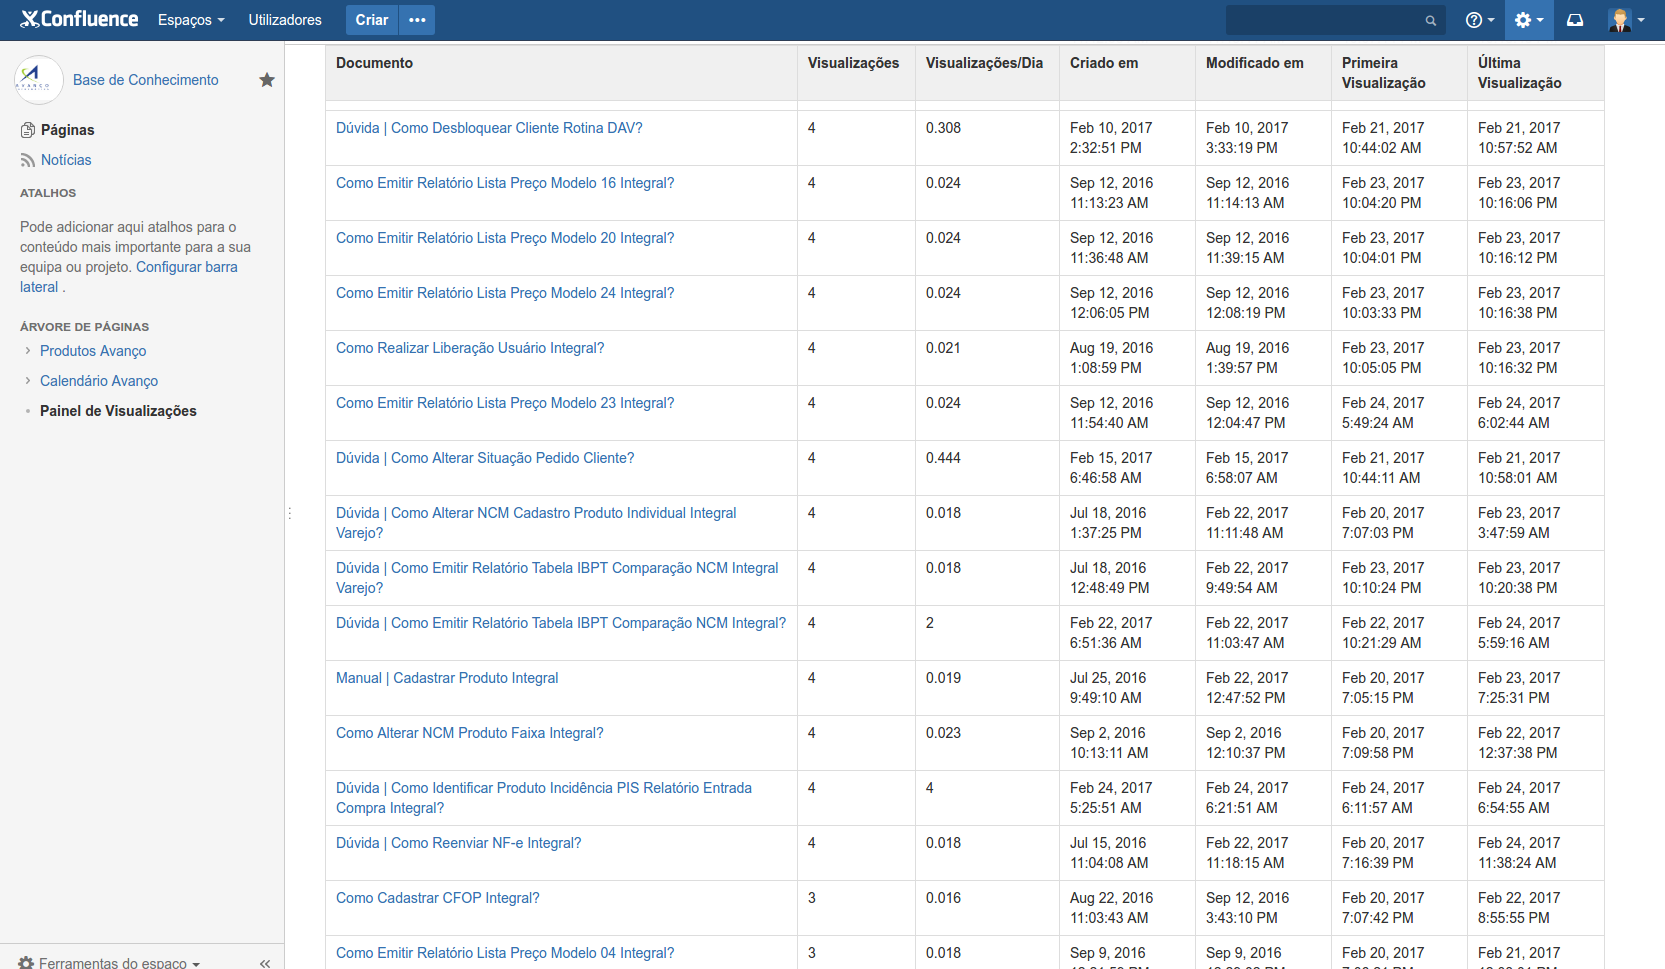 Confluence Espaços Utilizadores Criar •••
Base de Conhecimento
Páginas
Notícias
ATALHOS
Pode adicionar aqui atalhos para o
conteúdo mais importante para a sua
equipa ou projeto. Configurar barra
lateral .
ÁRVORE DE PÁGINAS
Produtos Avanço
Calendário Avanço
Painel de Visualizações
Ferramentas do espaço
Documento Visualizações Visualizações/Dia Criado em Modificado em Primeira Última
Visualização Visualização
Dúvida | Como Desbloquear Cliente Rotina DAV? 4 0.308 Feb 10, 2017 Feb 10, 2017 Feb 21, 2017 Feb 21, 2017
2:32:51 PM 3:33:19 PM 10:44:02 AM 10:57:52 AM
Como Emitir Relatório Lista Preço Modelo 16 Integral? 4 0.024 Sep 12, 2016 Sep 12, 2016 Feb 23, 2017 Feb 23, 2017
11:13:23 AM 11:14:13 AM 10:04:20 PM 10:16:06 PM
Como Emitir Relatório Lista Preço Modelo 20 Integral? 4 0.024 Sep 12, 2016 Sep 12, 2016 Feb 23, 2017 Feb 23, 2017
11:36:48 AM 11:39:15 AM 10:04:01 PM 10:16:12 PM
Como Emitir Relatório Lista Preço Modelo 24 Integral? 4 0.024 Sep 12, 2016 Sep 12, 2016 Feb 23, 2017 Feb 23, 2017
12:06:05 PM 12:08:19 PM 10:03:33 PM 10:16:38 PM
Como Realizar Liberação Usuário Integral? 4 0.021 Aug 19, 2016 Aug 19, 2016 Feb 23, 2017 Feb 23, 2017
1:08:59 PM 1:39:57 PM 10:05:05 PM 10:16:32 PM
Como Emitir Relatório Lista Preço Modelo 23 Integral? 4 0.024 Sep 12, 2016 Sep 12, 2016 Feb 24, 2017 Feb 24, 2017
11:54:40 AM 12:04:47 PM 5:49:24 AM 6:02:44 AM
Dúvida | Como Alterar Situação Pedido Cliente? 4 0.444 Feb 15, 2017 Feb 15, 2017 Feb 21, 2017 Feb 21, 2017
6:46:58 AM 6:58:07 AM 10:44:11 AM 10:58:01 AM
Dúvida | Como Alterar NCM Cadastro Produto Individual Integral 4 0.018 Jul 18, 2016 Feb 22, 2017 Feb 20, 2017 Feb 23, 2017
Varejo? 1:37:25 PM 11:11:48 AM 7:07:03 PM 3:47:59 AM
Dúvida | Como Emitir Relatório Tabela IBPT Comparação NCM Integral 4 0.018 Jul 18, 2016 Feb 22, 2017 Feb 23, 2017 Feb 23, 2017
Varejo? 12:48:49 PM 9:49:54 AM 10:10:24 PM 10:20:38 PM
Dúvida | Como Emitir Relatório Tabela IBPT Comparação NCM Integral? 4 2 Feb 22, 2017 Feb 22, 2017 Feb 22, 2017 Feb 24, 2017
6:51:36 AM 11:03:47 AM 10:21:29 AM 5:59:16 AM
Manual | Cadastrar Produto Integral 4 0.019 Jul 25, 2016 Feb 22, 2017 Feb 20, 2017 Feb 23, 2017
9:49:10 AM 12:47:52 PM 7:05:15 PM 7:25:31 PM
Como Alterar NCM Produto Faixa Integral? 4 0.023 Sep 2, 2016 Sep 2, 2016 Feb 20, 2017 Feb 22, 2017
10:13:11 AM 12:10:37 PM 7:09:58 PM 12:37:38 PM
Dúvida | Como Identificar Produto Incidência PIS Relatório Entrada 4 4 Feb 24, 2017 Feb 24, 2017 Feb 24, 2017 Feb 24, 2017
Compra Integral? 5:25:51 AM 6:21:51 AM 6:11:57 AM 6:54:55 AM
Dúvida | Como Reenviar NF-e Integral? 4 0.018 Jul 15, 2016 Feb 22, 2017 Feb 20, 2017 Feb 24, 2017
11:04:08 AM 11:18:15 AM 7:16:39 PM 11:38:24 AM
Como Cadastrar CFOP Integral? 3 0.016 Aug 22, 2016 Sep 12, 2016 Feb 20, 2017 Feb 22, 2017
11:03:43 AM 3:43:10 PM 7:07:42 PM 8:55:55 PM
Como Emitir Relatório Lista Preço Modelo 04 Integral? 3 0.018 Sep 9, 2016 Sep 9, 2016 Feb 20, 2017 Feb 21, 2017